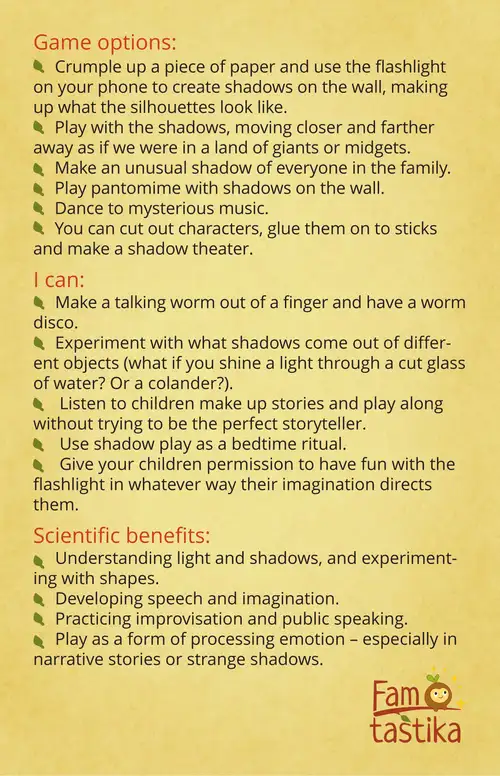 Game options:
Crumple up a piece of paper and use the flashlight
on your phone to create shadows on the wall, making
up what the silhouettes look like.
Play with the shadows, moving closer and farther
away as if we were in a land of giants or midgets.
Make an unusual shadow of everyone in the family.
Play pantomime with shadows on the wall.
Dance to mysterious music.
You can cut out characters, glue them on to sticks
and make a shadow theater.
I can:
Make a talking worm out of a finger and have a worm
disco.
Experiment with what shadows come out of differ-
ent objects (what if you shine a light through a cut glass
of water? Or a colander?).
Listen to children make up stories and play along
without trying to be the perfect storyteller.
Use shadow play as a bedtime ritual.
Give your children permission to have fun with the
flashlight in whatever way their imagination directs
them.
Scientific benefits:
Understanding light and shadows, and experiment-
ing with shapes.
Developing speech and imagination.
Practicing improvisation and public speaking.
Play as a form of processing emotion – especially in
narrative stories or strange shadows.
Fam
tastika